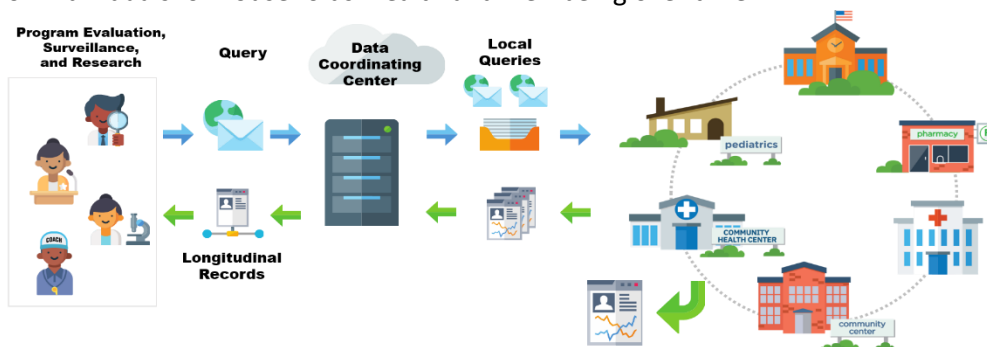 Program Evaluation,
Surveillance,
and Research
Query
Data
Coordinating
Center
Local
Queries
pediatrics
pharmacy
COMMUNITY
HEALTH CENTER
Longitudinal
Records
COACH
community
center